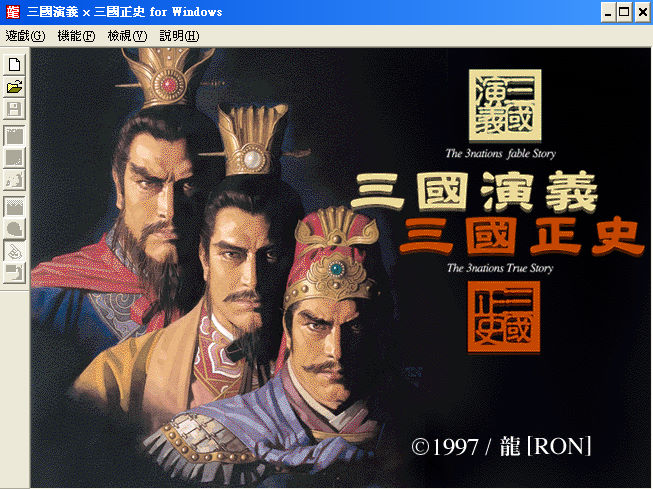 龍 三國演義 × 三國正史 for Windows
遊戲(G) 機能(F) 檢視(V) 說明(H)
三國演義
The 3nations fable Story
三國演義
三國正史
The 3nations True Story
三國正史
©1997 / 龍 [RON]